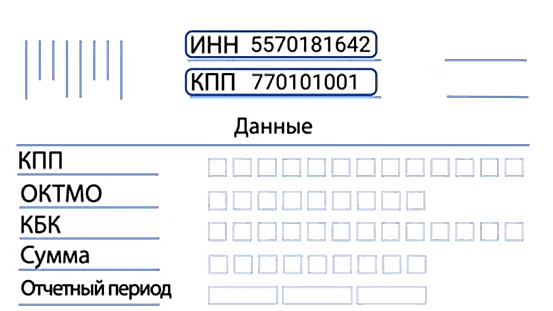 ИНН 5570181642
КПП 770101001
Данные
КПП
ОКТМО
КБК
Сумма
Отчетный период